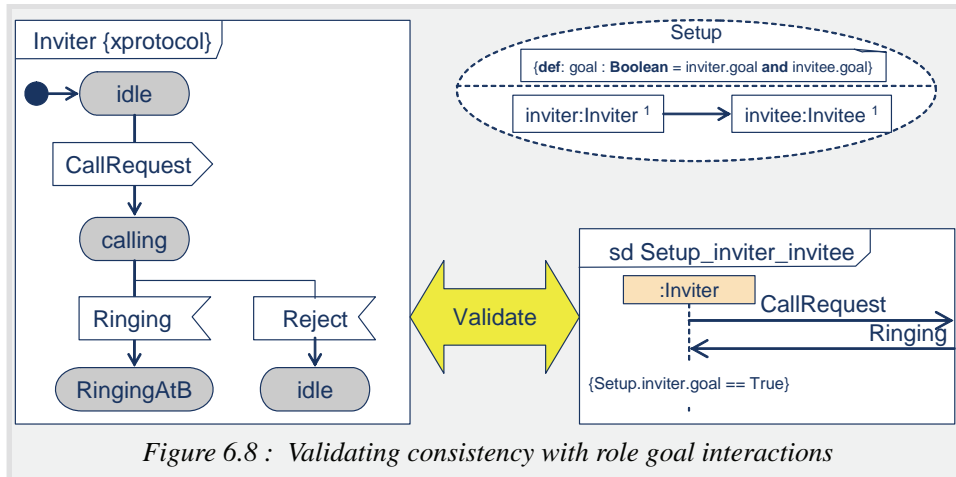 Inviter {xprotocol}
idle
CallRequest
calling
Ringing
Reject
RingingAtB
idle
Validate
Setup
{def: goal : Boolean = inviter.goal and invitee.goal}
inviter:Inviter 1
invitee:Invitee 1
sd Setup_inviter_invitee
:Inviter
CallRequest
Ringing
{Setup.inviter.goal == True}
Figure 6.8 : Validating consistency with role goal interactions